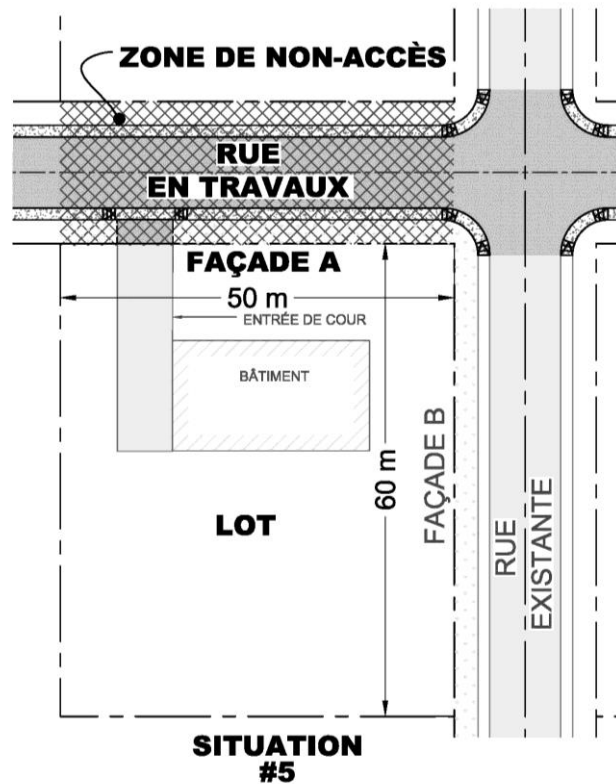 ZONE DE NON-ACCÈS
RUE
EN TRAVAUX
FAÇADE A
50 m
ENTRÉE DE COUR
BÂTIMENT
60 m
FAÇADE B
RUE
EXISTANTE
LOT
SITUATION
#5